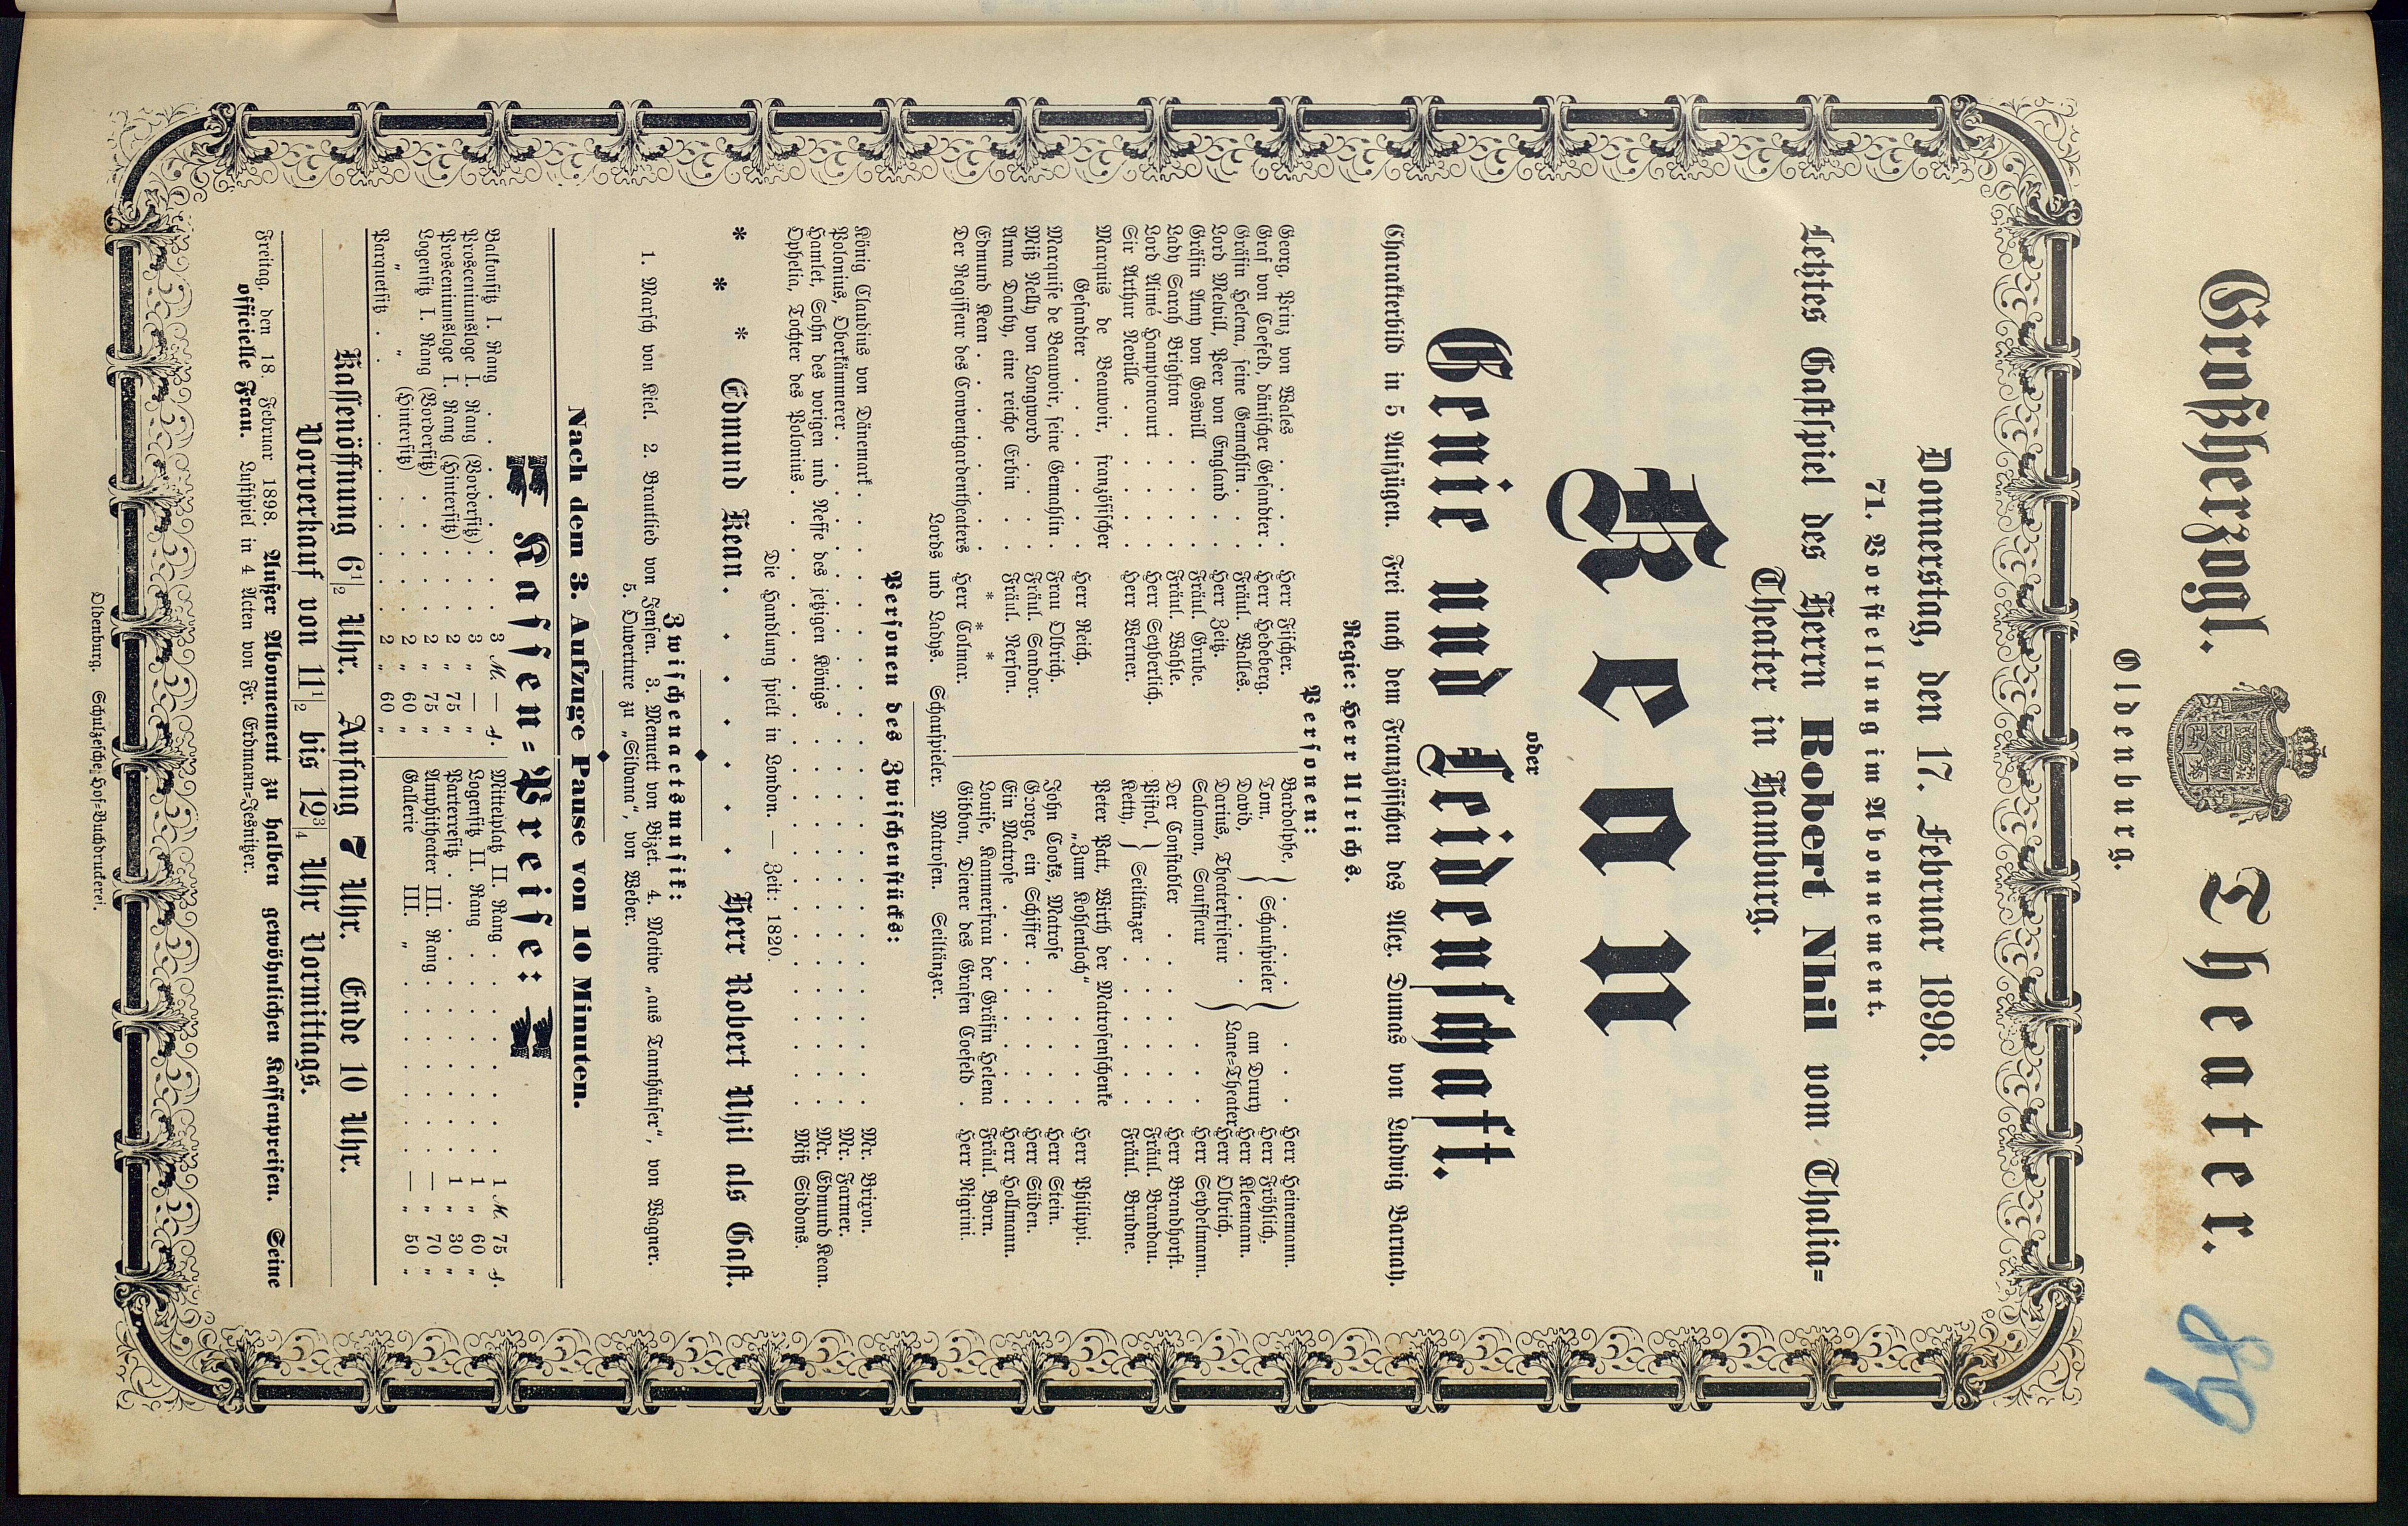 Großherzogl. Theater.
89
Oldenburg.
Donnerstag, den 17. Februar 1898.
71. Vorstellung im Abonnement.
Letztes Gastspiel des Herrn Robert Nhil vom Thalia-
Theater in Hamburg.
Kean
oder
Genie und Leidenschaft.
Charakterbild in 5 Aufzügen. Frei nach dem Französischen des Alex. Dumas von Ludwig Barnay.
Regie: Herr Ulrichs.
Personen:
Georg, Prinz von Wales . . . . Herr Fischer.
Graf von Coefeld, dänischer Gesandter . Herr Hedeberg.
Gräfin Helena, seine Gemahlin . . . Fräul. Walles.
Lord Melvill, Peer von England . . Herr Zeitz.
Gräfin Amy von Goswill . . . . Fräul. Grube.
Lady Sarah Brighton . . . . . Fräul. Wahle.
Lord Aimé Hamptoncourt . . . . Herr Seyberlich.
Sir Arthur Neville . . . . . . Herr Werner.
Marquis de Beauvoir, französischer
Gesandter . . . . . . . Herr Reich.
Marquise de Beauvoir, seine Gemahlin . Frau Olbrich.
Miß Nelly von Longword . . . . Fräul. Sandor.
Anna Danby, eine reiche Erbin . . Fräul. Nerson.
Edmund Kean . . . . . . . * * *
Der Regisseur des Conventgardentheaters Herr Colmar.
Bardolphe, } Schauspieler } am Drury Lane-Theater . . . Herr Heinemann.
Tom, Herr Fröhlich.
David, Herr Kleemann.
Darius, Theaterfriseur Herr Olbrich.
Salomon, Souffleur . . . Herr Seydelmann.
Der Constabler . . . . . . Herr Brandhorst.
Pistol, } Seiltänzer . . . . . Fräul. Brandau.
Ketty, Fräul. Brudne.
Peter Patt, Wirth der Matrosenschenke
„Zum Kohlenloch“ . . . . . Herr Philippi.
John Cooks, Matrose . . . . . Herr Stein.
George, ein Schiffer . . . . . Herr Süden.
Ein Matrose . . . . . . . Herr Hollmann.
Louise, Kammerfrau der Gräfin Helena Fräul. Born.
Gibbon, Diener des Grafen Coefeld . Herr Nigrini.
Lords und Ladys. Schauspieler. Matrosen. Seiltänzer.
Personen des Zwischenstücks:
König Claudius von Dänemark . . . . . . . . . . Mr. Brixon.
Polonius, Oberkämmerer . . . . . . . . . . . Mr. Farmer.
Hamlet, Sohn des vorigen und Neffe des jetzigen Königs . . . . . . Mr. Edmund Kean.
Ophelia, Tochter des Polonius . . . . . . . . . . Miß Siddons.
Die Handlung spielt in London. — Zeit: 1820.
* * * Edmund Kean . . . . . . . Herr Robert Nhil als Gast.
Zwischenactsmusik:
1. Marsch von Kiel. 2. Brautlied von Jensen. 3. Menuett von Bizet. 4. Motive „aus Tannhäuser“, von Wagner.
5. Ouverture zu „Silvana“, von Weber.
Nach dem 3. Aufzuge Pause von 10 Minuten.
Kassen-Preise:
Balkonsitz I. Rang . . . . . . 3 M. — ₰.
Prosceniumsloge I. Rang (Vordersitz) . . . 3 „ — „
Prosceniumsloge I. Rang (Hintersitz) . . . 2 „ 75 „
Logensitz I. Rang (Vordersitz) . . . . 2 „ 75 „
„ „ (Hintersitz) . . . . 2 „ 60 „
Parquetsitz . . . . . . . . 2 „ 60 „
Mittelplatz II. Rang . . . . . . 1 M. 75 ₰.
Logensitz II. Rang . . . . . . 1 „ 60 „
Parterresitz . . . . . . . . 1 „ 30 „
Amphitheater III. Rang . . . . . . — „ 70 „
Gallerie III. „ . . . . . . — „ 50 „
Kassenöffnung 6½ Uhr. Anfang 7 Uhr. Ende 10 Uhr.
Vorverkauf von 11½ bis 12¾ Uhr Vormittags.
Freitag, den 18. Februar 1898. Außer Abonnement zu halben gewöhnlichen Kassenpreisen. Seine
officielle Frau. Lustspiel in 4 Acten von Fr. Erdmann-Jesnitzer.
Oldenburg. Schulzesche Hof-Buchdruckerei.